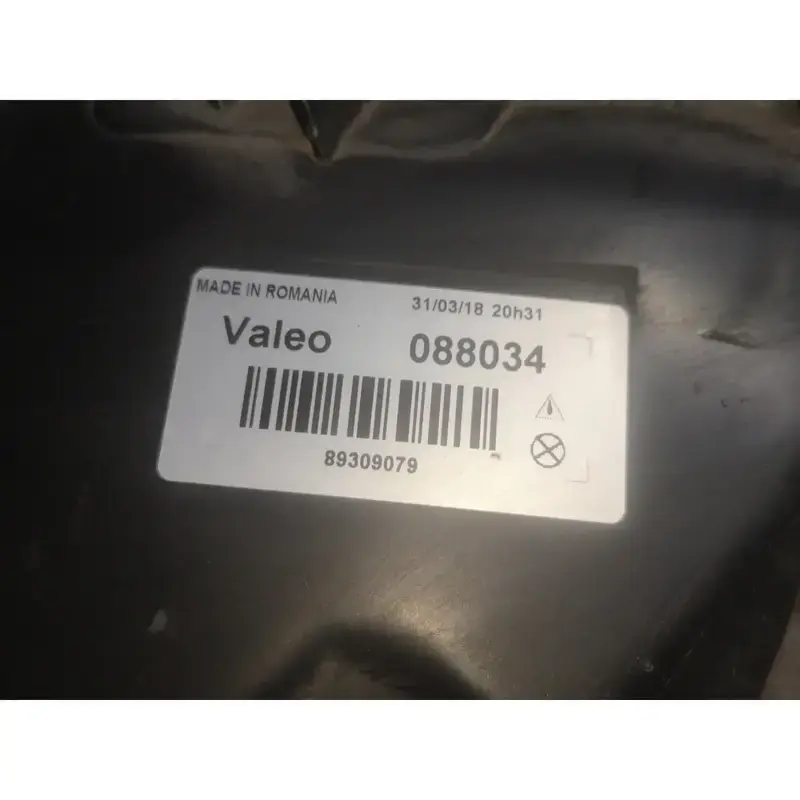 MADE IN ROMANIA 31/03/18 20h31
Valeo 088034
89309079